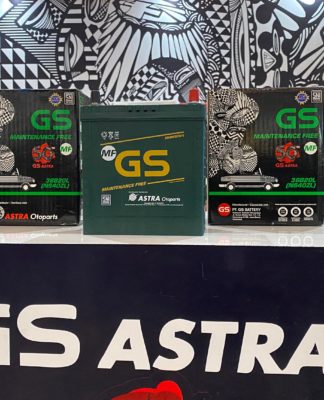 GS
MAINTENANCE FREE
GS ASTRA
MF
36B20L
(NS40ZL)
ASTRA Otoparts
MF
GS
MAINTENANCE FREE
ASTRA Otoparts
GS
MAINTENANCE FREE
MF
GS ASTRA
36B20L
(NS40ZL)
GS
PT. GS BATTERY
GS ASTRA